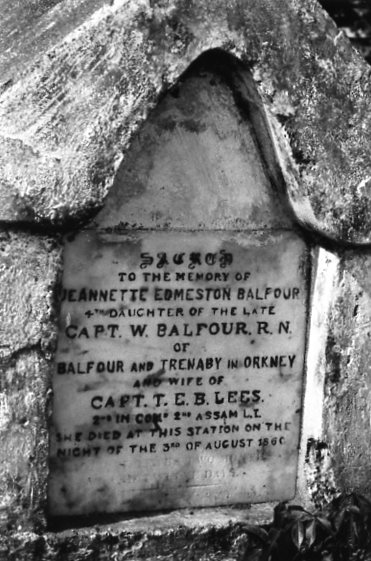 SACRED
TO THE MEMORY OF
JEANNETTE EDMESTON BALFOUR
4TH DAUGHTER OF THE LATE
CAPT. W. BALFOUR, R.N.
OF
BALFOUR AND TRENABY IN ORKNEY
AND WIFE OF
CAPT. T. E. B. LEES.
2ND IN COMD 2ND ASSAM L.I.
SHE DIED AT THIS STATION ON THE
NIGHT OF THE 3RD OF AUGUST 1860